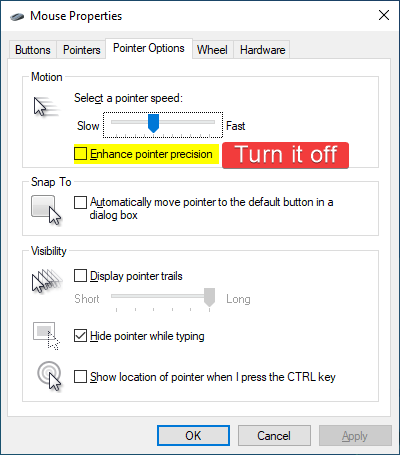 Mouse Properties
Buttons Pointers Pointer Options Wheel Hardware
Motion
Select a pointer speed:
Slow Fast
Enhance pointer precision Turn it off
Snap To
Automatically move pointer to the default button in a
dialog box
Visibility
Display pointer trails
Short Long
Hide pointer while typing
Show location of pointer when I press the CTRL key
OK Cancel Apply